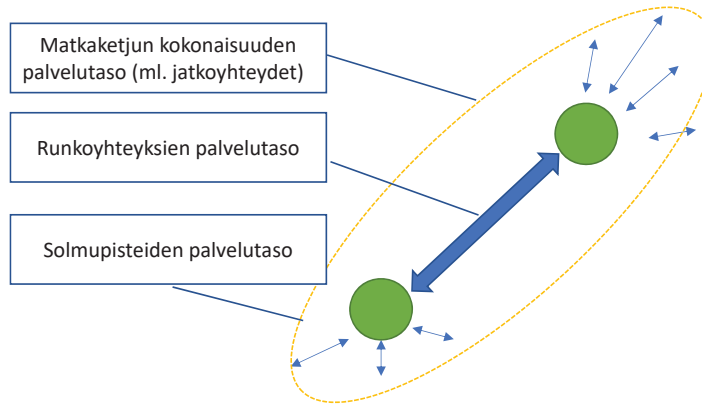 Matkaketjun kokonaisuuden
palvelutaso (ml. jatkoyhteydet)
Runkoyhteyksien palvelutaso
Solmupisteiden palvelutaso